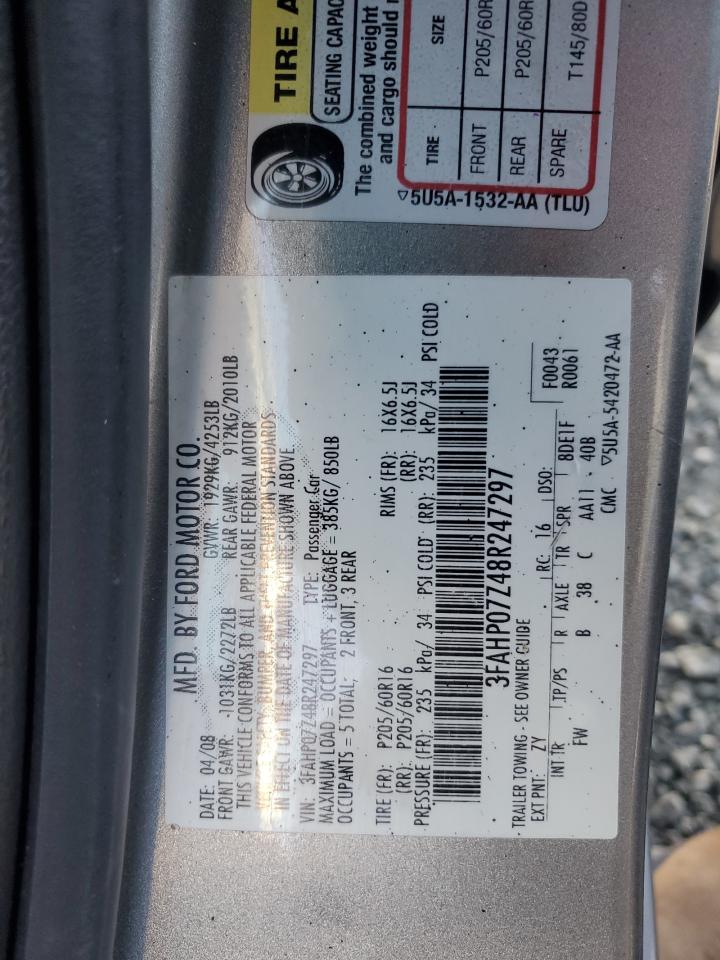 TIRE A
SEATING CAPAC
The combined weight
and cargo should
TIRE SIZE
FRONT P205/60R
REAR P205/60R
SPARE T145/80D
5U5A-1532-AA (TLU)
MFD. BY FORD MOTOR CO.
DATE: 04/08 GVWR: 1929KG/4253LB
FRONT GAWR: 1031KG/2272LB REAR GAWR: 912KG/2010LB
THIS VEHICLE CONFORMS TO ALL APPLICABLE FEDERAL MOTOR
BUMPER, AND PREVENTION STANDARDS
IN EFFECT ON THE DATE OF MANUFACTURE SHOWN ABOVE
VIN: 3FAHP07Z48R247297 TYPE: Passenger Car
MAXIMUM LOAD = OCCUPANTS + LUGGAGE = 385KG/ 850LB
OCCUPANTS = 5 TOTAL; 2 FRONT, 3 REAR
TIRE (FR): P205/60R16 RIMS (FR): 16X6.5J
(RR): P205/60R16 (RR): 16X6.5J
PRESSURE (FR): 235 kPa/ 34 PSI COLD (RR): 235 kPa/ 34 PSI COLD
3FAHP07Z48R247297
TRAILER TOWING - SEE OWNER GUIDE
EXT PNT: ZY RC: 16 DSO: F0043
R0061
INT TR TP/PS R AXLE TR SPR BDE1F
FW B 38 C AA11 40B
CMC 5U5A-5420472-AA